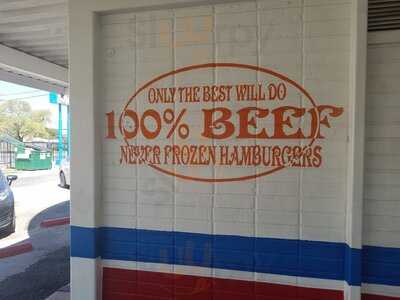 ONLY THE BEST WILL DO
100% BEEF
NEVER FROZEN HAMBURGERS